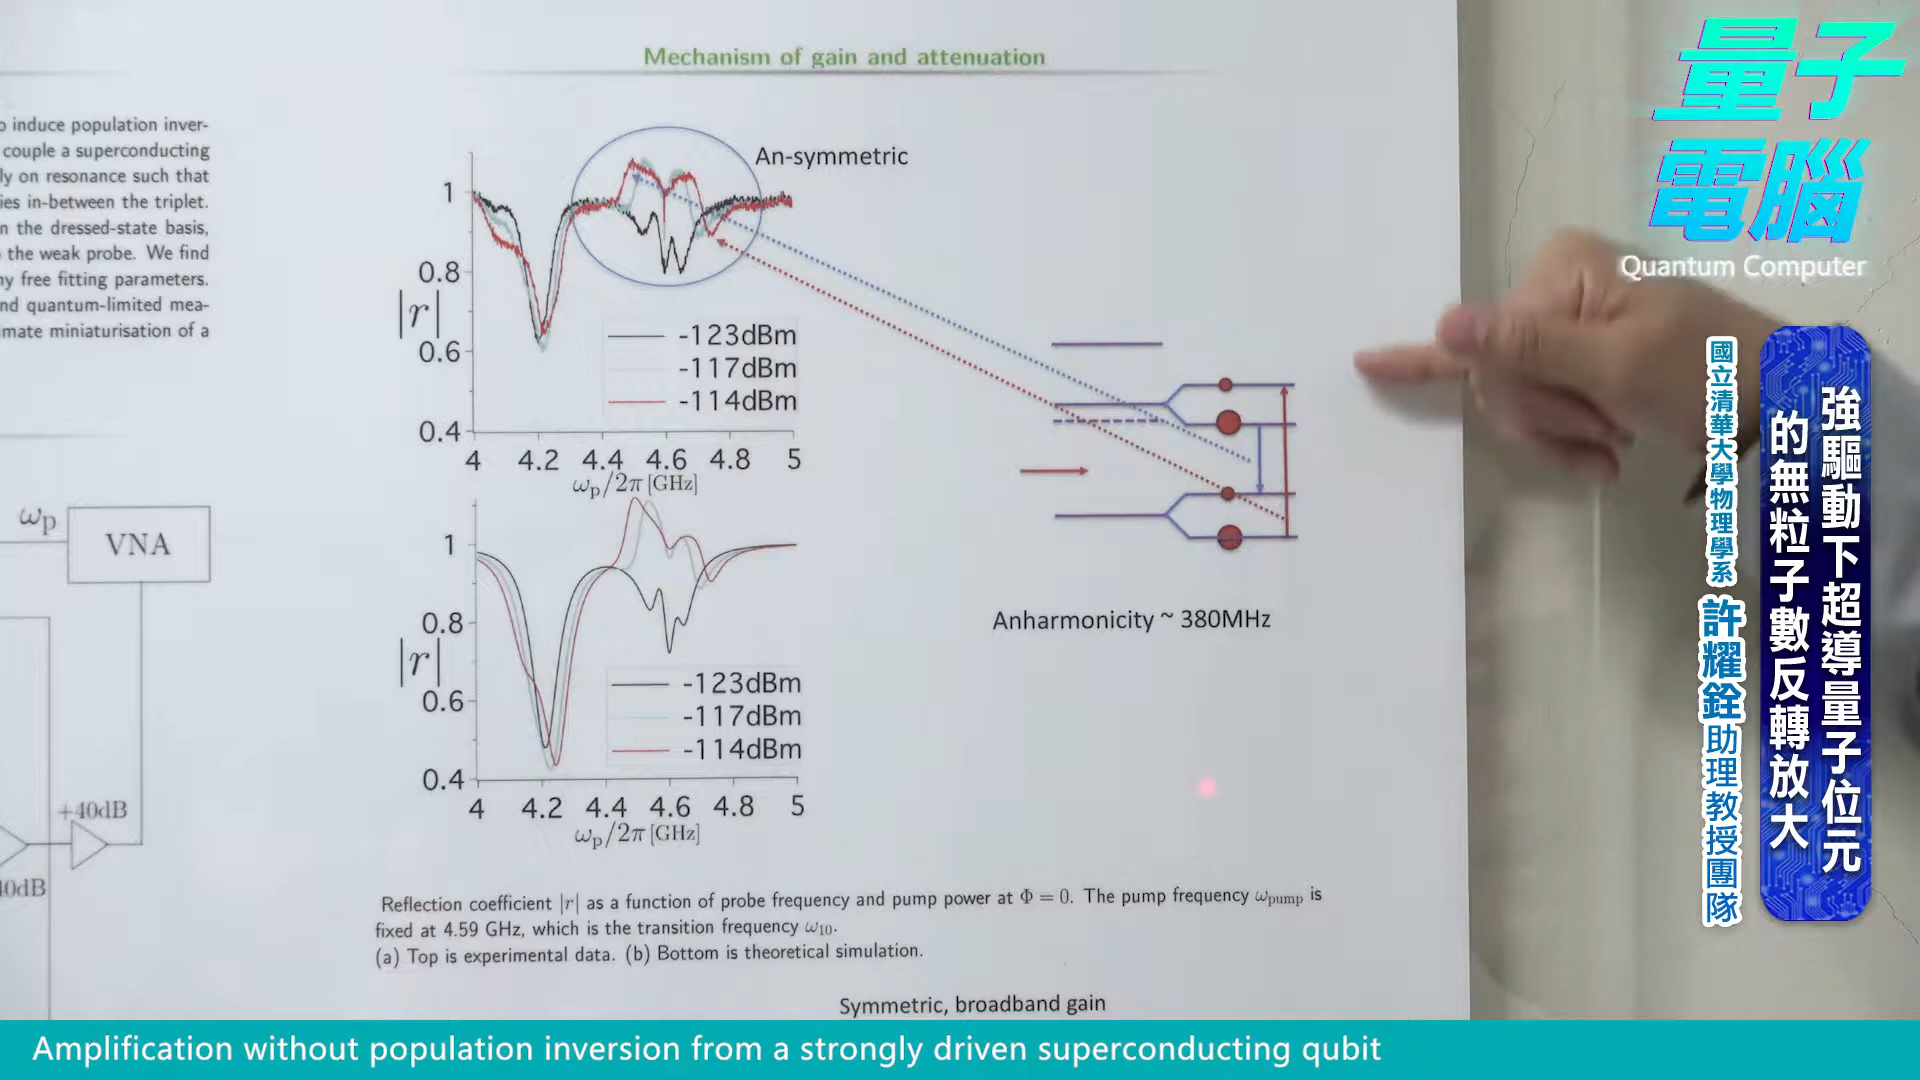 Mechanism of gain and attenuation
o induce population inver-
couple a superconducting
ly on resonance such that
ies in-between the triplet.
n the dressed-state basis,
the weak probe. We find
ny free fitting parameters.
nd quantum-limited mea-
imate miniaturisation of a
ωp
VNA
+40dB
40dB
An-symmetric
1
0.8
|r|
0.6
0.4
-123dBm
-117dBm
-114dBm
4 4.2 4.4 4.6 4.8 5
ωp/2π [GHz]
1
0.8
|r|
0.6
0.4
-123dBm
-117dBm
-114dBm
4 4.2 4.4 4.6 4.8 5
ωp/2π [GHz]
Anharmonicity ~ 380MHz
Reflection coefficient |r| as a function of probe frequency and pump power at Φ = 0. The pump frequency ωpump is
fixed at 4.59 GHz, which is the transition frequency ω10.
(a) Top is experimental data. (b) Bottom is theoretical simulation.
Symmetric, broadband gain
量子
電腦
Quantum Computer
強驅動下超導量子位元
的無粒子數反轉放大
國立清華大學物理學系 許耀銓助理教授團隊
Amplification without population inversion from a strongly driven superconducting qubit